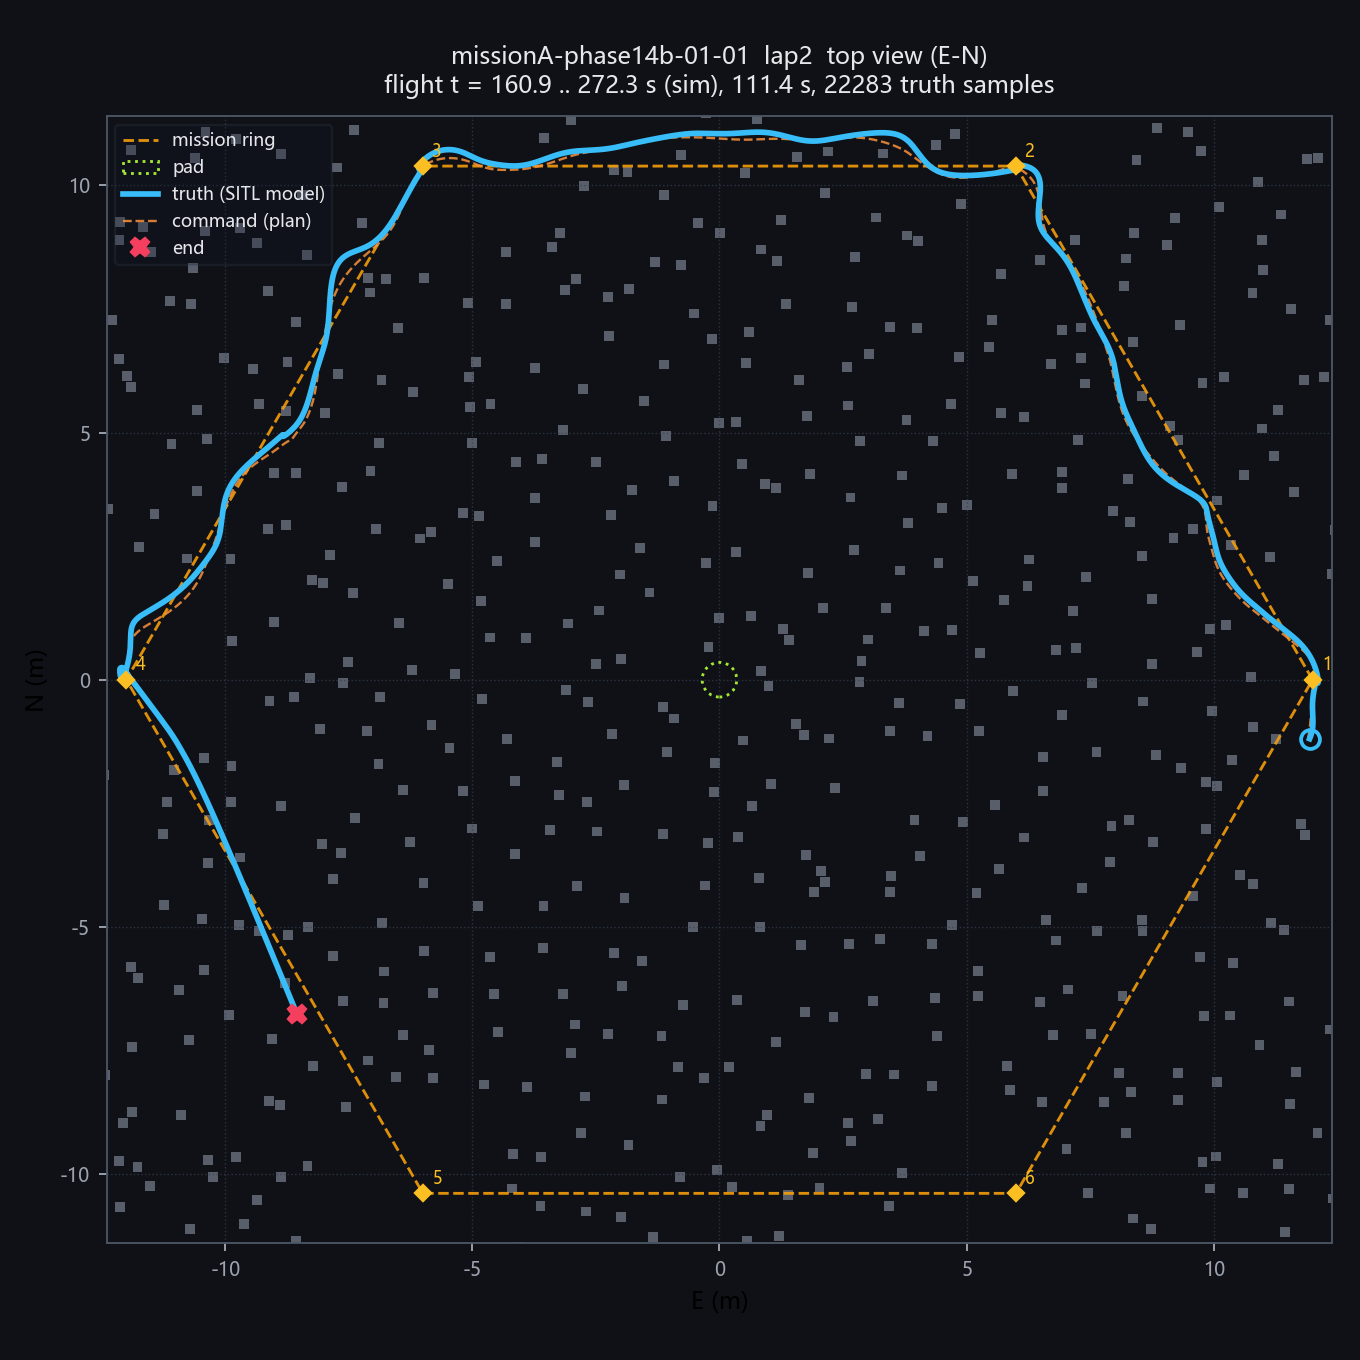 missionA-phase14b-01-01  lap2  top view (E-N)
flight t = 160.9 .. 272.3 s (sim), 111.4 s, 22283 truth samples
mission ring
pad
truth (SITL model)
command (plan)
end
3
2
4
1
5
6
10
5
0
-5
-10
N (m)
-10
-5
0
5
10
E (m)